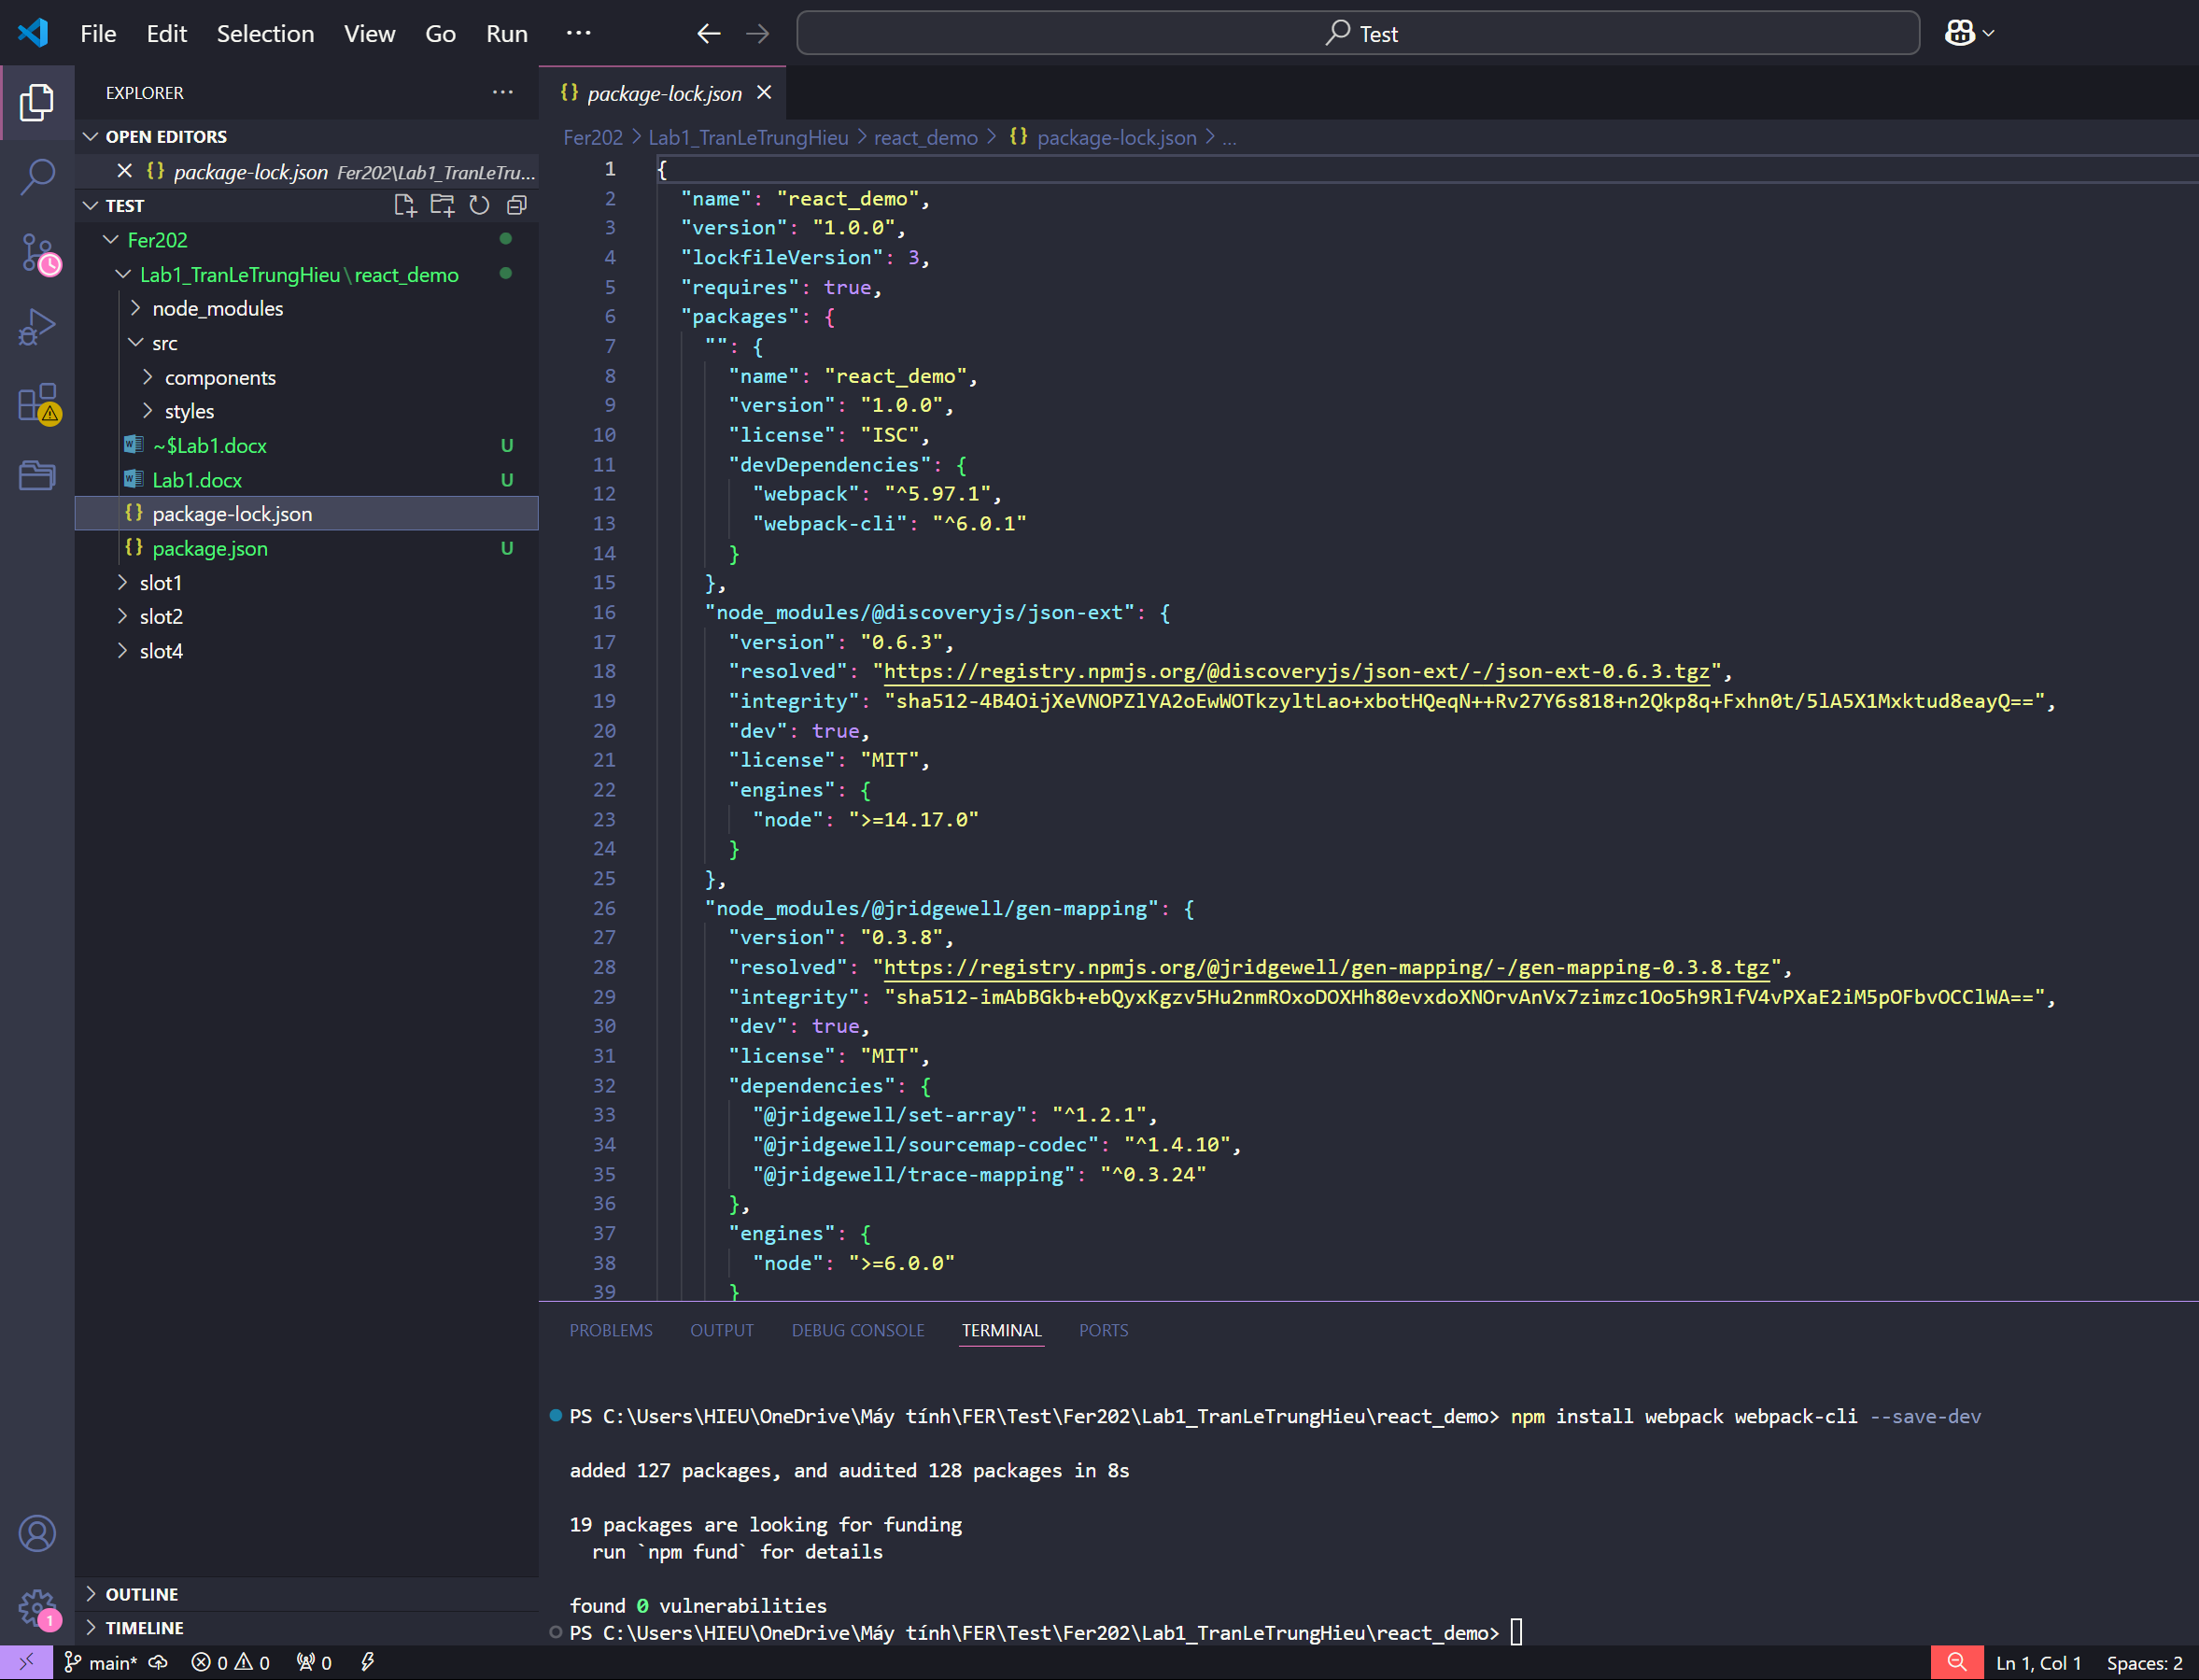 File Edit Selection View Go Run ... Test
EXPLORER ...
OPEN EDITORS
package-lock.json Fer202\Lab1_TranLeTru...
TEST
Fer202
Lab1_TranLeTrungHieu\react_demo
node_modules
src
components
styles
~$Lab1.docx U
Lab1.docx U
package-lock.json
package.json U
slot1
slot2
slot4
OUTLINE
TIMELINE
package-lock.json
Fer202 > Lab1_TranLeTrungHieu > react_demo > {} package-lock.json > ...
1 {
2 "name": "react_demo",
3 "version": "1.0.0",
4 "lockfileVersion": 3,
5 "requires": true,
6 "packages": {
7 "": {
8 "name": "react_demo",
9 "version": "1.0.0",
10 "license": "ISC",
11 "devDependencies": {
12 "webpack": "^5.97.1",
13 "webpack-cli": "^6.0.1"
14 }
15 },
16 "node_modules/@discoveryjs/json-ext": {
17 "version": "0.6.3",
18 "resolved": "https://registry.npmjs.org/@discoveryjs/json-ext/-/json-ext-0.6.3.tgz",
19 "integrity": "sha512-4B4OijXeVNOPZlYA2oEwWOTkzyltLao+xbotHQeqN++Rv27Y6s818+n2Qkp8q+Fxhn0t/5lA5X1Mxktud8eayQ==",
20 "dev": true,
21 "license": "MIT",
22 "engines": {
23 "node": ">=14.17.0"
24 }
25 },
26 "node_modules/@jridgewell/gen-mapping": {
27 "version": "0.3.8",
28 "resolved": "https://registry.npmjs.org/@jridgewell/gen-mapping/-/gen-mapping-0.3.8.tgz",
29 "integrity": "sha512-imAbBGkb+ebQyxKgzv5Hu2nmROxoDOXHh80evxdoXNOrvAnVx7zimzc1Oo5h9RlfV4vPXaE2iM5pOFbvOCClWA==",
30 "dev": true,
31 "license": "MIT",
32 "dependencies": {
33 "@jridgewell/set-array": "^1.2.1",
34 "@jridgewell/sourcemap-codec": "^1.4.10",
35 "@jridgewell/trace-mapping": "^0.3.24"
36 },
37 "engines": {
38 "node": ">=6.0.0"
39 }
PROBLEMS OUTPUT DEBUG CONSOLE TERMINAL PORTS
PS C:\Users\HIEU\OneDrive\Máy tính\FER\Test\Fer202\Lab1_TranLeTrungHieu\react_demo> npm install webpack webpack-cli --save-dev
added 127 packages, and audited 128 packages in 8s
19 packages are looking for funding
run `npm fund` for details
found 0 vulnerabilities
PS C:\Users\HIEU\OneDrive\Máy tính\FER\Test\Fer202\Lab1_TranLeTrungHieu\react_demo>
1
main* 0 0 0 Ln 1, Col 1 Spaces: 2